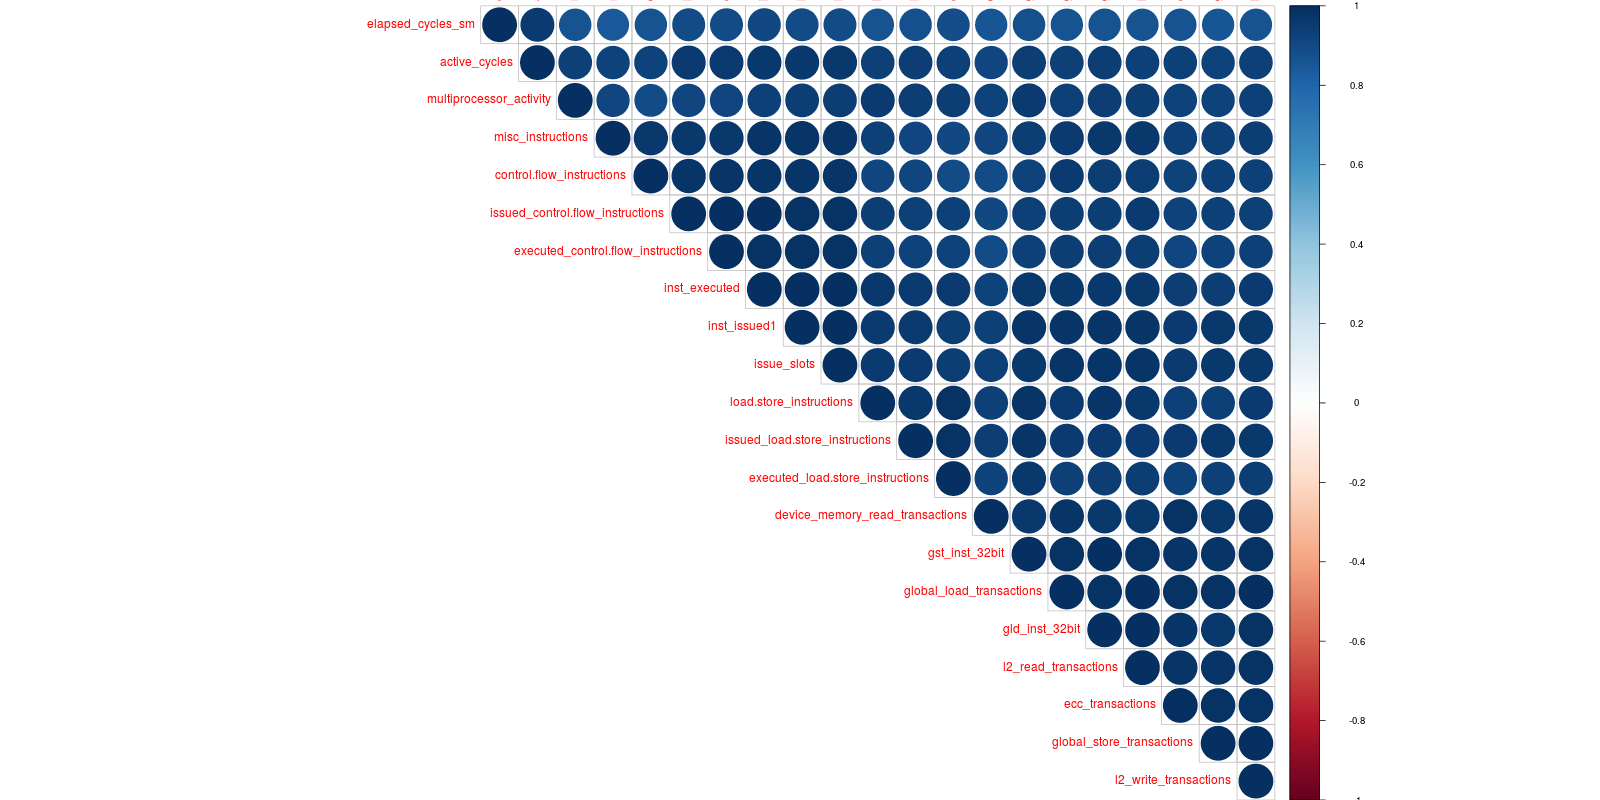 elapsed_cycles_sm
active_cycles
multiprocessor_activity
misc_instructions
control.flow_instructions
issued_control.flow_instructions
executed_control.flow_instructions
inst_executed
inst_issued1
issue_slots
load.store_instructions
issued_load.store_instructions
executed_load.store_instructions
device_memory_read_transactions
gst_inst_32bit
global_load_transactions
gld_inst_32bit
l2_read_transactions
ecc_transactions
global_store_transactions
l2_write_transactions
1
0.8
0.6
0.4
0.2
0
-0.2
-0.4
-0.6
-0.8